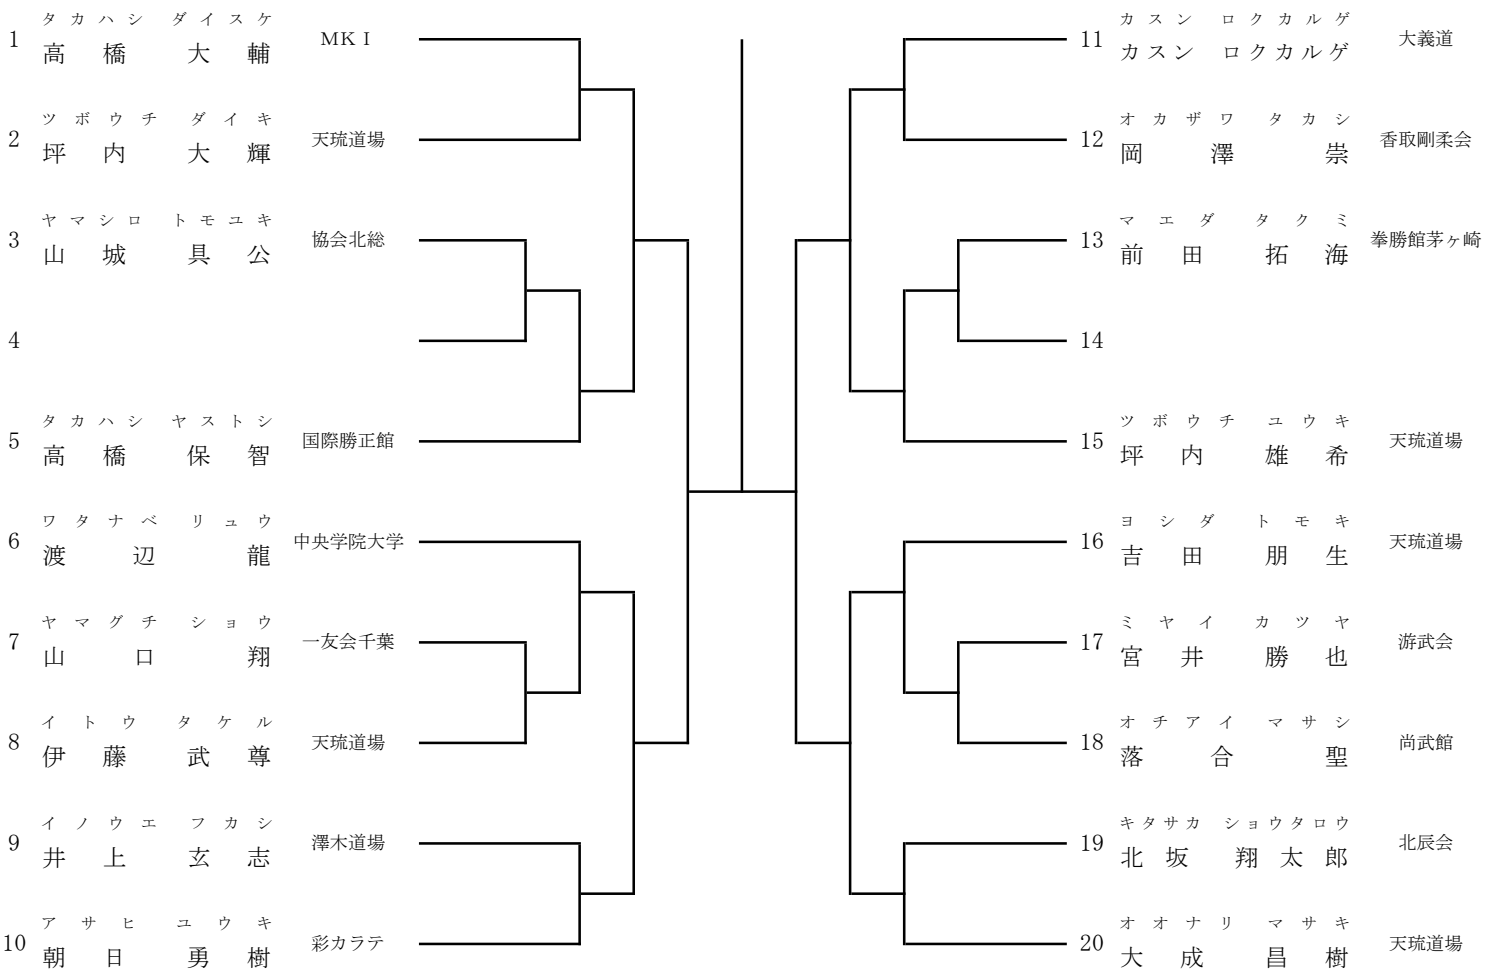 タカハシ ダイスケ
1 高橋 大輔 MKI
ツボウチ ダイキ
2 坪内 大輝 天琉道場
ヤマシロ トモユキ
3 山城 具公 協会北総
4
タカハシ ヤストシ
5 高橋 保智 国際勝正館
ワタナベ リュウ
6 渡辺 龍 中央学院大学
ヤマグチ ショウ
7 山口 翔 一友会千葉
イトウ タケル
8 伊藤 武尊 天琉道場
イノウエ フカシ
9 井上 玄志 澤木道場
アサヒ ユウキ
10 朝日 勇樹 彩カラテ
カスン ロクカルゲ
11 カスン ロクカルゲ 大義道
オカザワ タカシ
12 岡澤 崇 香取剛柔会
マエダ タクミ
13 前田 拓海 拳勝館茅ヶ崎
14
ツボウチ ユウキ
15 坪内 雄希 天琉道場
ヨシダ トモキ
16 吉田 朋生 天琉道場
ミヤイ カツヤ
17 宮井 勝也 游武会
オチアイ マサシ
18 落合 聖 尚武館
キタサカ ショウタロウ
19 北坂 翔太郎 北辰会
オオナリ マサキ
20 大成 昌樹 天琉道場